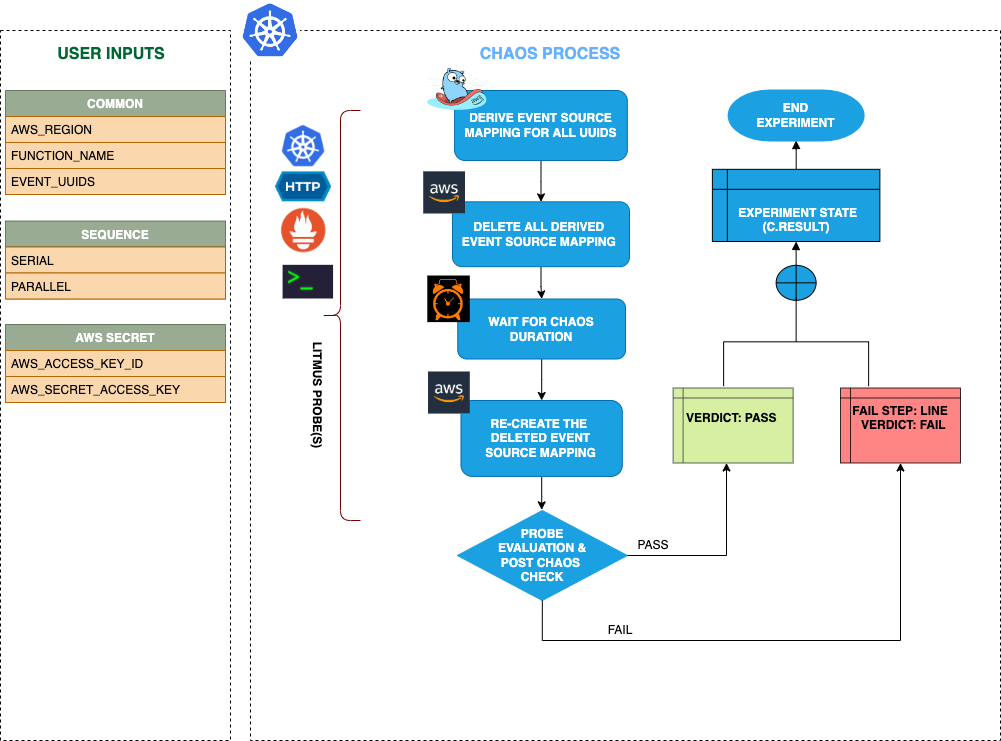 USER INPUTS
COMMON
AWS_REGION
FUNCTION_NAME
EVENT_UUIDS
SEQUENCE
SERIAL
PARALLEL
AWS SECRET
AWS_ACCESS_KEY_ID
AWS_SECRET_ACCESS_KEY
CHAOS PROCESS
HTTP
>_
LITMUS PROBE(S)
DERIVE EVENT SOURCE
MAPPING FOR ALL UUIDS
aws
DELETE ALL DERIVED
EVENT SOURCE MAPPING
WAIT FOR CHAOS
DURATION
aws
RE-CREATE THE
DELETED EVENT
SOURCE MAPPING
PROBE
EVALUATION &
POST CHAOS
CHECK
PASS
FAIL
VERDICT: PASS
FAIL STEP: LINE
VERDICT: FAIL
EXPERIMENT STATE
(C.RESULT)
END
EXPERIMENT